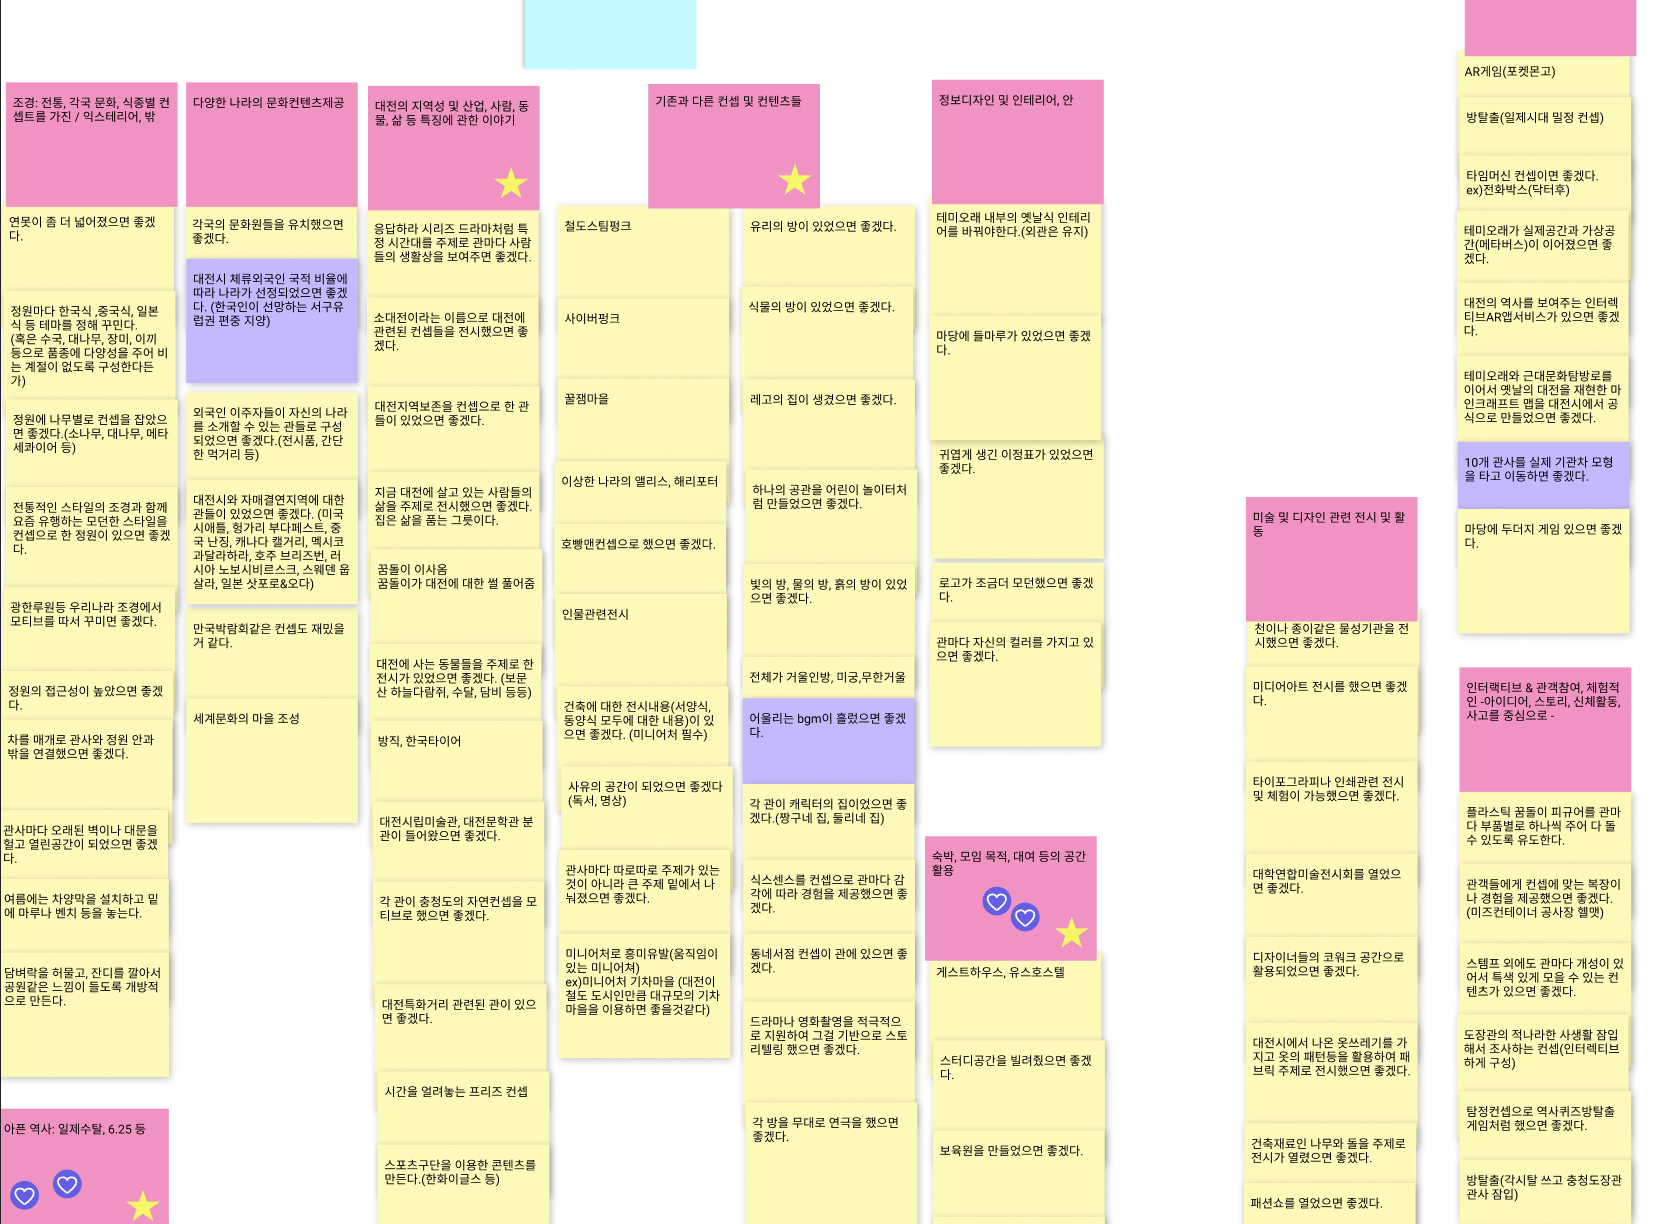 조경: 전통, 각국 문화, 식종별 컨
셉트를 가진 / 익스테리어, 밖
연못이 좀 더 넓어졌으면 좋겠
다.
정원마다 한국식 ,중국식, 일본
식 등 테마를 정해 꾸민다.
(혹은 수국, 대나무, 장미, 이끼
등으로 품종에 다양성을 주어 비
는 계절이 없도록 구성한다든
가)
정원에 나무별로 컨셉을 잡았으
면 좋겠다.(소나무, 대나무, 메타
세콰이어 등)
전통적인 스타일의 조경과 함께
요즘 유행하는 모던한 스타일을
컨셉으로 한 정원이 있으면 좋겠
다.
광한루원등 우리나라 조경에서
모티브를 따서 꾸미면 좋겠다.
정원의 접근성이 높았으면 좋겠
다.
차를 매개로 관사와 정원 안과
밖을 연결했으면 좋겠다.
관사마다 오래된 벽이나 대문을
헐고 열린공간이 되었으면 좋겠
다.
여름에는 차양막을 설치하고 밑
에 마루나 벤치 등을 놓는다.
담벼락을 허물고, 잔디를 깔아서
공원같은 느낌이 들도록 개방적
으로 만든다.
아픈 역사: 일제수탈, 6.25 등
다양한 나라의 문화컨텐츠제공
각국의 문화원들을 유치했으면
좋겠다.
대전시 체류외국인 국적 비율에
따라 나라가 선정되었으면 좋겠
다. (한국인이 선망하는 서구유
럽권 편중 지양)
외국인 이주자들이 자신의 나라
를 소개할 수 있는 관들로 구성
되었으면 좋겠다.(전시품, 간단
한 먹거리 등)
대전시와 자매결연지역에 대한
관들이 있었으면 좋겠다. (미국
시애틀, 헝가리 부다페스트, 중
국 난징, 캐나다 캘거리, 멕시코
과달라하라, 호주 브리즈번, 러
시아 노보시비르스크, 스웨덴 웁
살라, 일본 삿포로&오다)
만국박람회같은 컨셉도 재밌을
거 같다.
세계문화의 마을 조성
대전의 지역성 및 산업, 사람, 동
물, 삶 등 특징에 관한 이야기
응답하라 시리즈 드라마처럼 특
정 시간대를 주제로 관마다 사람
들의 생활상을 보여주면 좋겠다.
소대전이라는 이름으로 대전에
관련된 컨셉들을 전시했으면 좋
겠다.
대전지역보존을 컨셉으로 한 관
들이 있었으면 좋겠다.
지금 대전에 살고 있는 사람들의
삶을 주제로 전시했으면 좋겠다.
집은 삶을 품는 그릇이다.
꿈돌이 이사옴
꿈돌이가 대전에 대한 썰 풀어줌
대전에 사는 동물들을 주제로 한
전시가 있었으면 좋겠다. (보문
산 하늘다람쥐, 수달, 담비 등등)
방직, 한국타이어
대전시립미술관, 대전문학관 분
관이 들어왔으면 좋겠다.
각 관이 충청도의 자연컨셉을 모
티브로 했으면 좋겠다.
대전특화거리 관련된 관이 있으
면 좋겠다.
시간을 얼려놓는 프리즈 컨셉
스포츠구단을 이용한 콘텐츠를
만든다.(한화이글스 등)
기존과 다른 컨셉 및 컨텐츠들
철도스팀펑크
사이버펑크
꿀잼마을
이상한 나라의 앨리스, 해리포터
호빵맨컨셉으로 했으면 좋겠다.
인물관련전시
건축에 대한 전시내용(서양식,
동양식 모두에 대한 내용)이 있
으면 좋겠다. (미니어처 필수)
사유의 공간이 되었으면 좋겠다
(독서, 명상)
관사마다 따로따로 주제가 있는
것이 아니라 큰 주제 밑에서 나
눠졌으면 좋겠다.
미니어처로 흥미유발(움직임이
있는 미니어쳐)
ex)미니어처 기차마을 (대전이
철도 도시인만큼 대규모의 기차
마을을 이용하면 좋을것같다)
유리의 방이 있었으면 좋겠다.
식물의 방이 있었으면 좋겠다.
레고의 집이 생겼으면 좋겠다.
하나의 공관을 어린이 놀이터처
럼 만들었으면 좋겠다.
빛의 방, 물의 방, 흙의 방이 있었
으면 좋겠다.
전체가 거울인방, 미궁,무한거울
어울리는 bgm이 흘렀으면 좋겠
다.
각 관이 캐릭터의 집이었으면 좋
겠다.(짱구네 집, 둘리네 집)
식스센스를 컨셉으로 관마다 감
각에 따라 경험을 제공했으면 좋
겠다.
동네서점 컨셉이 관에 있으면 좋
겠다.
드라마나 영화촬영을 적극적으
로 지원하여 그걸 기반으로 스토
리텔링 했으면 좋겠다.
각 방을 무대로 연극을 했으면
좋겠다.
정보디자인 및 인테리어, 안
테미오래 내부의 옛날식 인테리
어를 바꿔야한다.(외관은 유지)
마당에 들마루가 있었으면 좋겠
다.
귀엽게 생긴 이정표가 있었으면
좋겠다.
로고가 조금더 모던했으면 좋겠
다.
관마다 자신의 컬러를 가지고 있
으면 좋겠다.
숙박, 모임 목적, 대여 등의 공간
활용
게스트하우스, 유스호스텔
스터디공간을 빌려줬으면 좋겠
다.
보육원을 만들었으면 좋겠다.
미술 및 디자인 관련 전시 및 활
동
천이나 종이같은 물성기관을 전
시했으면 좋겠다.
미디어아트 전시를 했으면 좋겠
다.
타이포그라피나 인쇄관련 전시
및 체험이 가능했으면 좋겠다.
대학연합미술전시회를 열었으
면 좋겠다.
디자이너들의 코워크 공간으로
활용되었으면 좋겠다.
대전시에서 나온 옷쓰레기를 가
지고 옷의 패턴등을 활용하여 패
브릭 주제로 전시했으면 좋겠다.
건축재료인 나무와 돌을 주제로
전시가 열렸으면 좋겠다.
패션쇼를 열었으면 좋겠다.
AR게임(포켓몬고)
방탈출(일제시대 밀정 컨셉)
타임머신 컨셉이면 좋겠다.
ex)전화박스(닥터후)
테미오래가 실제공간과 가상공
간(메타버스)이 이어졌으면 좋
겠다.
대전의 역사를 보여주는 인터렉
티브AR앱서비스가 있으면 좋겠
다.
테미오래와 근대문화탐방로를
이어서 옛날의 대전을 재현한 마
인크래프트 맵을 대전시에서 공
식으로 만들었으면 좋겠다.
10개 관사를 실제 기관차 모형
을 타고 이동하면 좋겠다.
마당에 두더지 게임 있으면 좋겠
다.
인터랙티브 & 관객참여, 체험적
인 -아이디어, 스토리, 신체활동,
사고를 중심으로 -
플라스틱 꿈돌이 피규어를 관마
다 부품별로 하나씩 주어 다 돌
수 있도록 유도한다.
관객들에게 컨셉에 맞는 복장이
나 경험을 제공했으면 좋겠다.
(미즈컨테이너 공사장 헬맷)
스템프 외에도 관마다 개성이 있
어서 특색 있게 모을 수 있는 컨
텐츠가 있으면 좋겠다.
도장관의 적나라한 사생활 잠입
해서 조사하는 컨셉(인터렉티브
하게 구성)
탐정컨셉으로 역사퀴즈방탈출
게임처럼 했으면 좋겠다.
방탈출(각시탈 쓰고 충청도장관
관사 잠입)